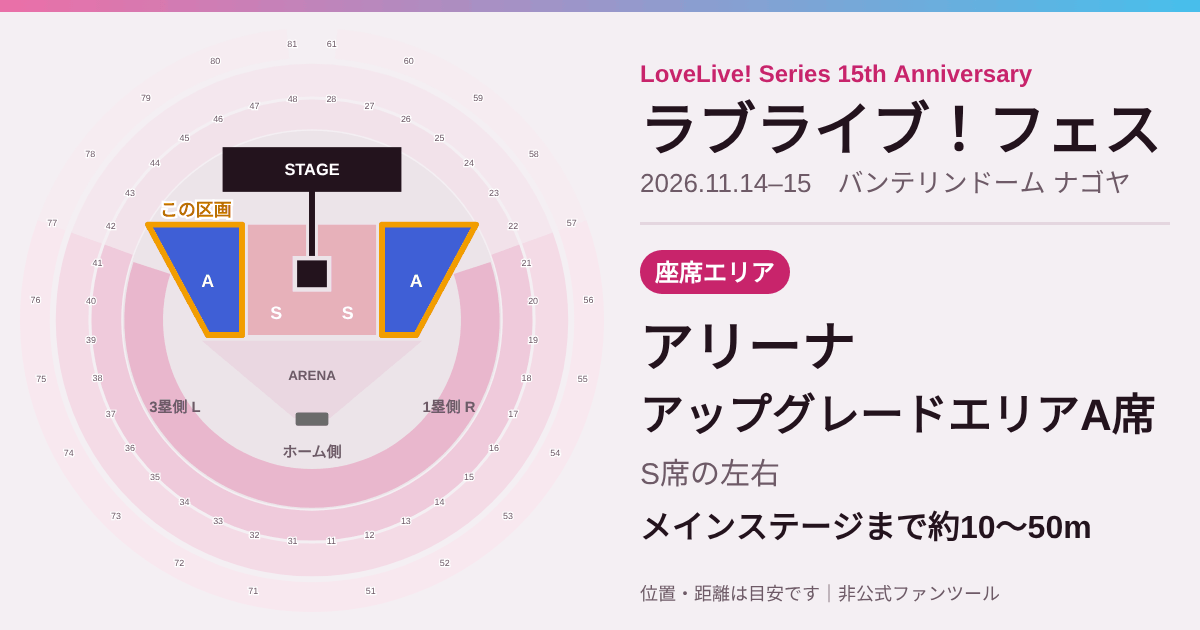 LoveLive! Series 15th Anniversary
ラブライブ！フェス
2026.11.14–15　バンテリンドーム ナゴヤ
座席エリア
アリーナ
アップグレードエリアA席
S席の左右
メインステージまで約10〜50m
位置・距離は目安です｜非公式ファンツール
81 61
80 60
79 59
78 58
77 57
76 56
75 55
74 54
73 53
72 52
71 51
48 28
47 27
46 26
45 25
44 24
43 23
42 22
41 21
40 20
39 19
38 18
37 17
36 16
35 15
34 14
33 13
32 12
31 11
STAGE
この区画
A A
S S
ARENA
3塁側 L 1塁側 R
ホーム側